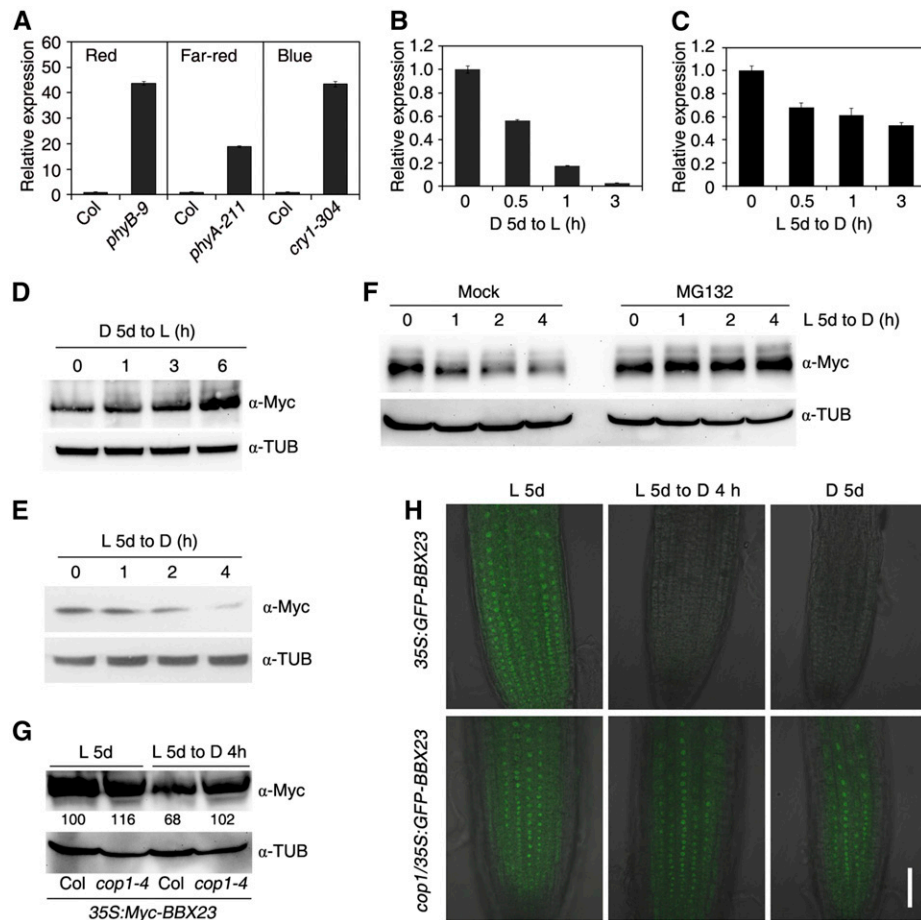 A
Relative expression
60
50
40
30
20
10
0
Red
Far-red
Blue
Col
phyB-9
Col
phyA-211
Col
cry1-304
B
Relative expression
1.2
1.0
0.8
0.6
0.4
0.2
0
0 0.5 1 3
D 5d to L (h)
C
Relative expression
1.2
1.0
0.8
0.6
0.4
0.2
0
0 0.5 1 3
L 5d to D (h)
D
D 5d to L (h)
0 1 3 6
α-Myc
α-TUB
E
L 5d to D (h)
0 1 2 4
α-Myc
α-TUB
F
Mock MG132
0 1 2 4 0 1 2 4 L 5d to D (h)
α-Myc
α-TUB
G
L 5d L 5d to D 4h
α-Myc
100 116 68 102
α-TUB
Col cop1-4 Col cop1-4
35S:Myc-BBX23
H
L 5d L 5d to D 4 h D 5d
35S:GFP-BBX23
cop1/35S:GFP-BBX23